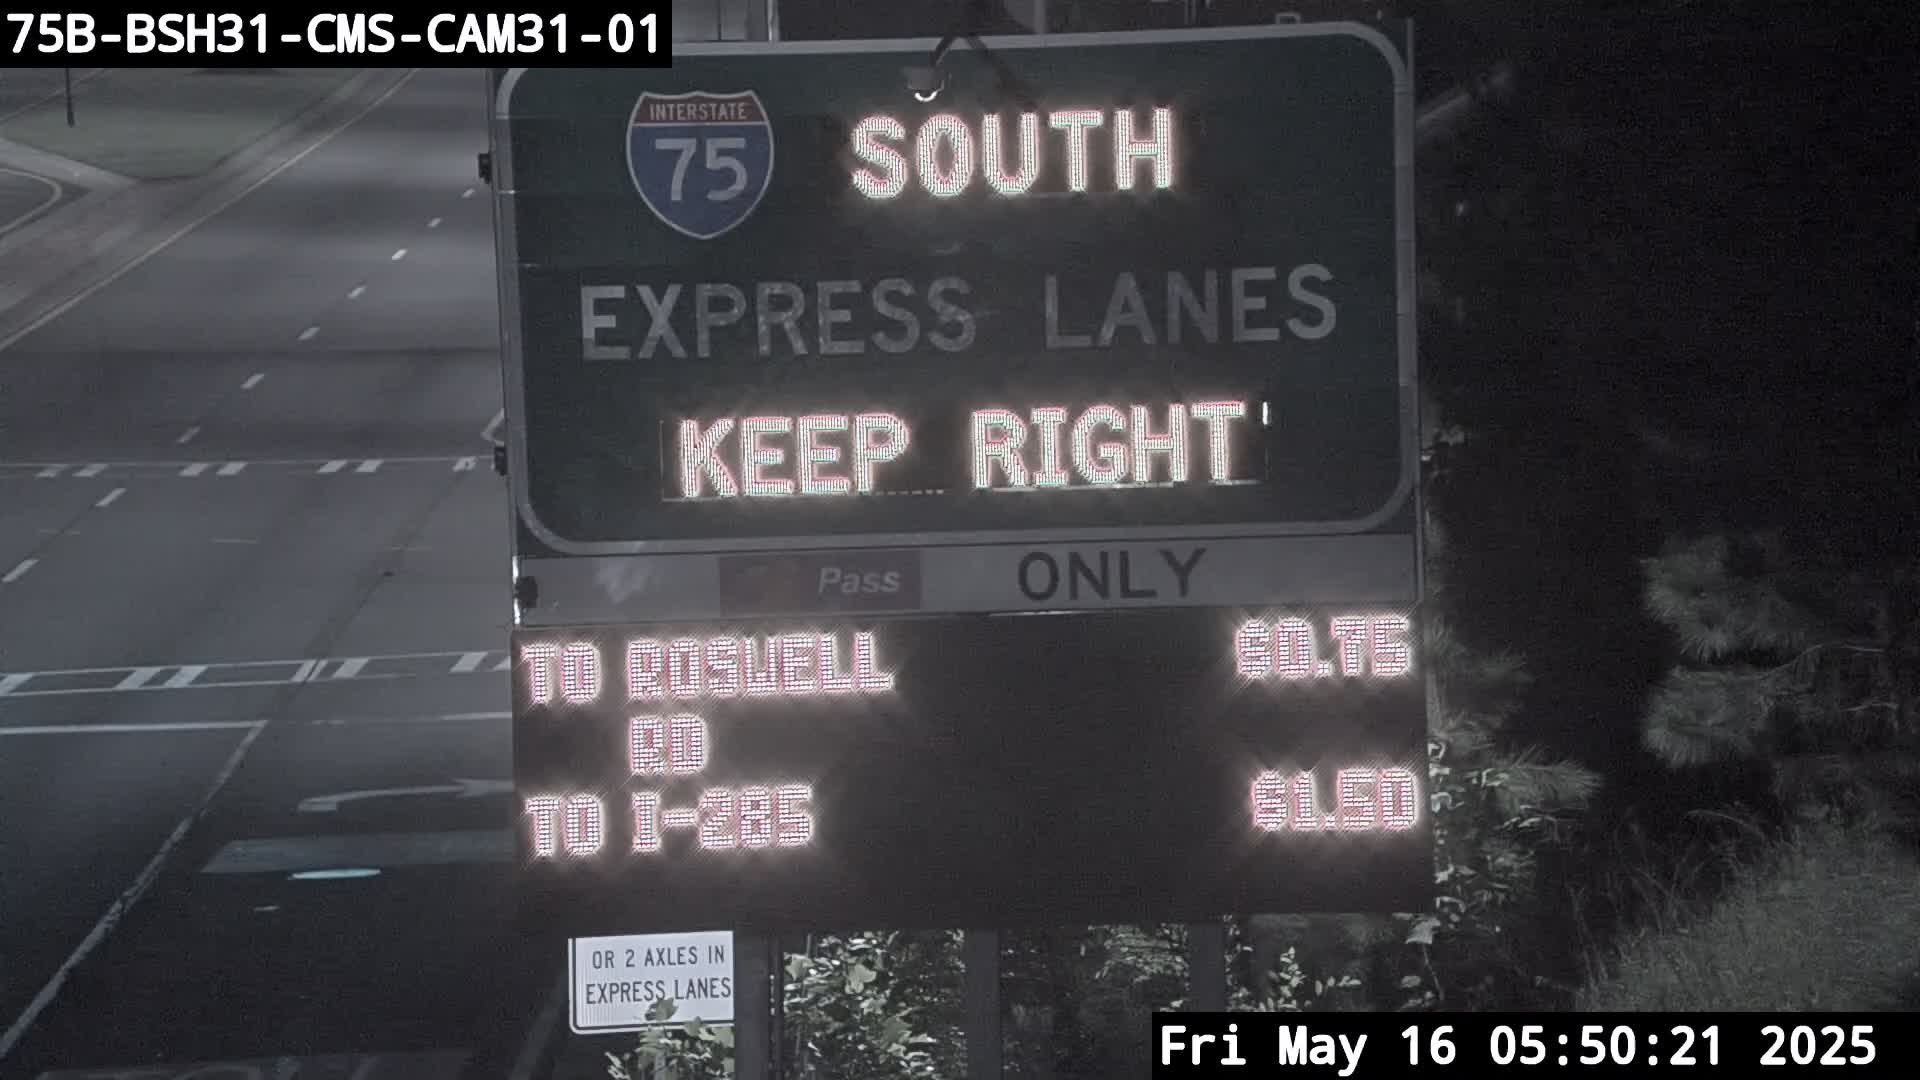 75B-BSH31-CMS-CAM31-01
INTERSTATE
75
SOUTH
EXPRESS LANES
KEEP RIGHT
Pass ONLY
TO ROSWELL $0.75
RD
TO I-285 $1.50
OR 2 AXLES IN
EXPRESS LANES
Fri May 16 05:50:21 2025